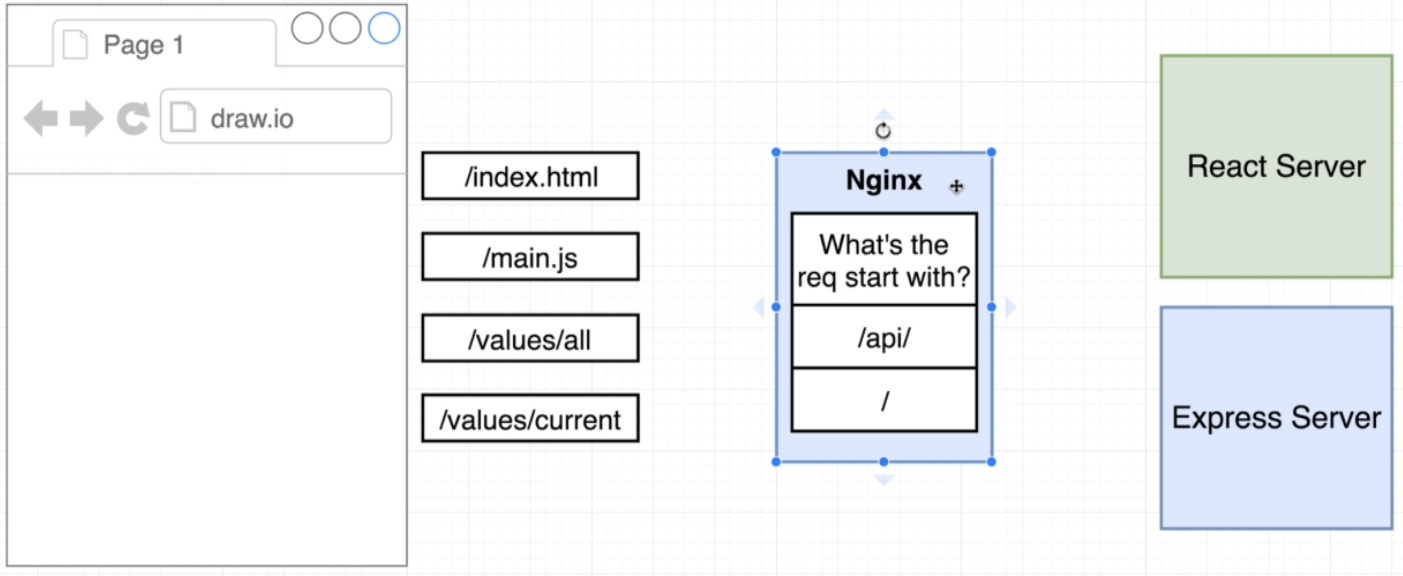 Page 1
draw.io
/index.html
/main.js
/values/all
/values/current
Nginx
What's the
req start with?
/api/
/
React Server
Express Server